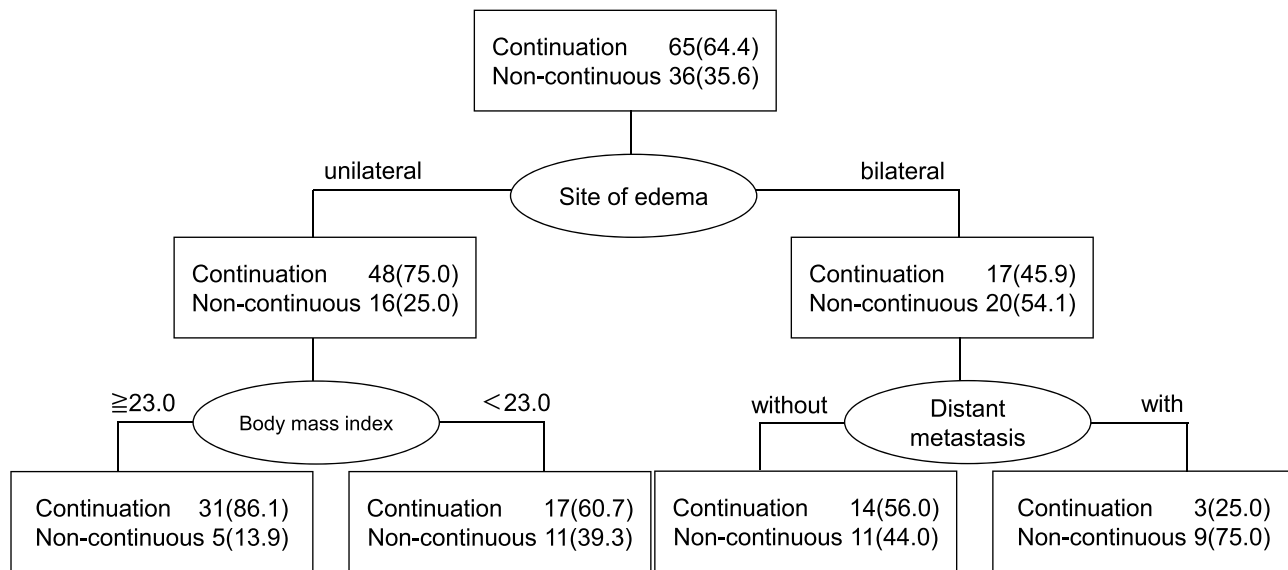 Continuation 65(64.4)
Non-continuous 36(35.6)
unilateral
bilateral
Site of edema
Continuation 48(75.0)
Non-continuous 16(25.0)
Continuation 17(45.9)
Non-continuous 20(54.1)
≧23.0
<23.0
Body mass index
without
with
Distant
metastasis
Continuation 31(86.1)
Non-continuous 5(13.9)
Continuation 17(60.7)
Non-continuous 11(39.3)
Continuation 14(56.0)
Non-continuous 11(44.0)
Continuation 3(25.0)
Non-continuous 9(75.0)